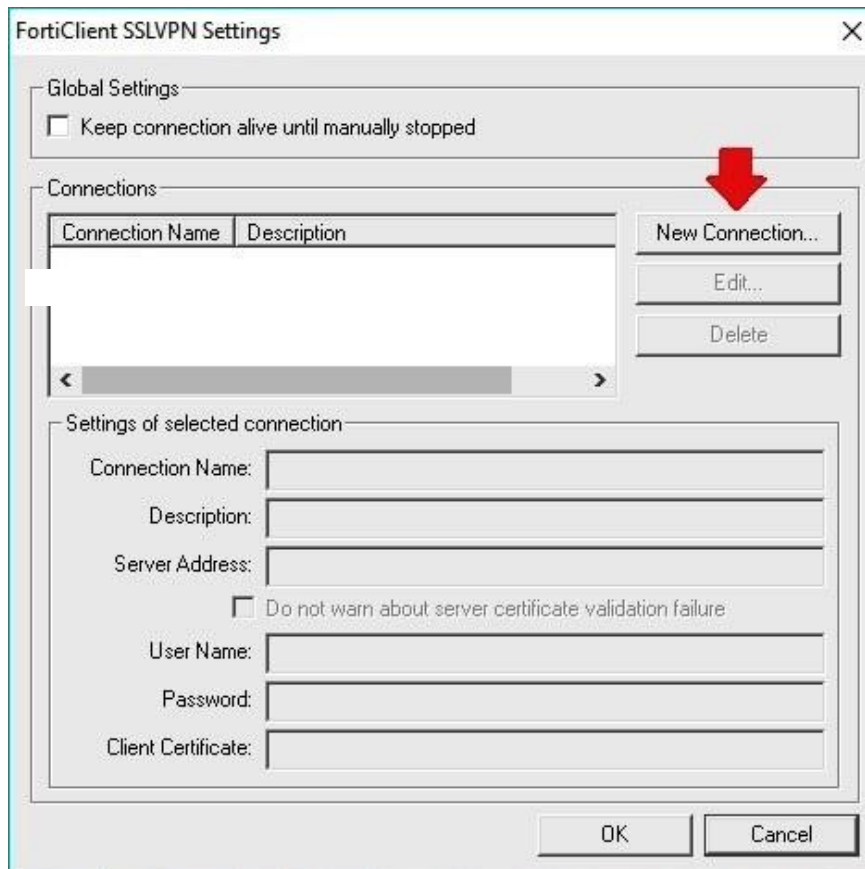 FortiClient SSLVPN Settings
Global Settings
Keep connection alive until manually stopped
Connections
Connection Name Description
New Connection...
Edit...
Delete
Settings of selected connection
Connection Name:
Description:
Server Address:
Do not warn about server certificate validation failure
User Name:
Password:
Client Certificate:
OK Cancel